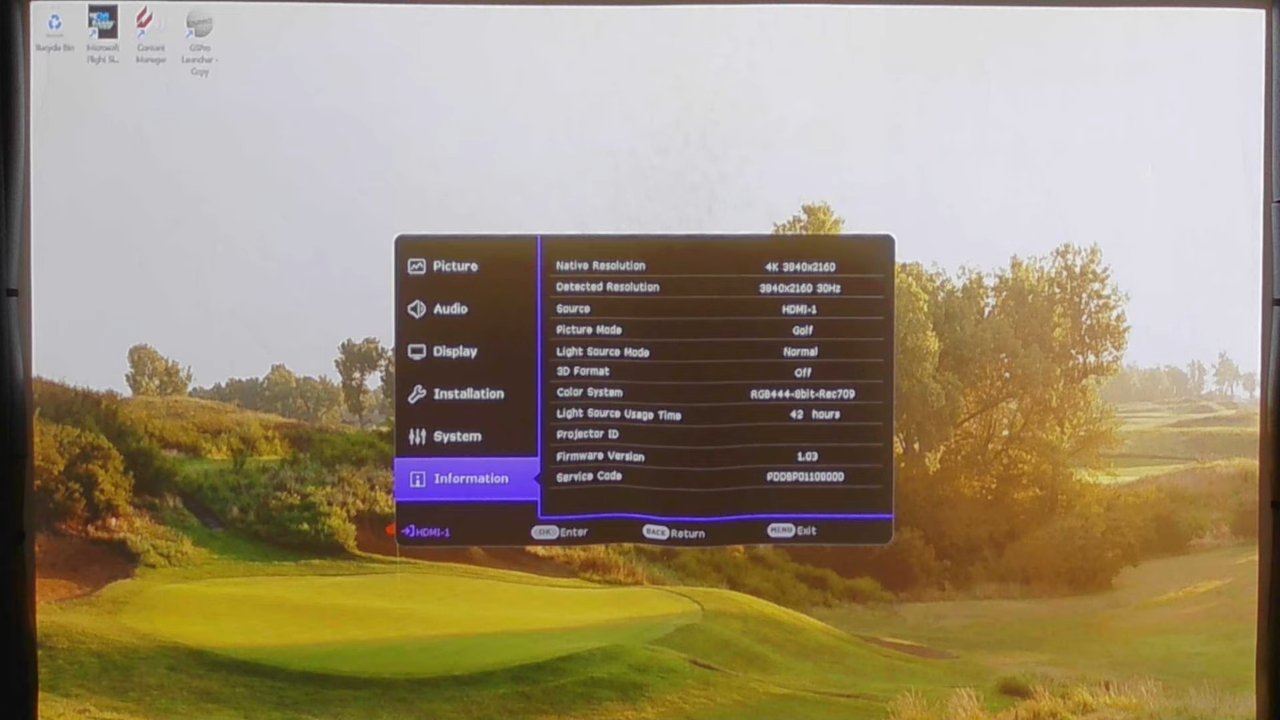 Recycle Bin
Microsoft Flight Si...
Content Manager
GSPro Launcher - Copy
Picture
Audio
Display
Installation
System
Information
Native Resolution 4K 3840x2160
Detected Resolution 3840x2160 30Hz
Source HDMI-1
Picture Mode Golf
Light Source Mode Normal
3D Format Off
Color System RGB444-8bit-Rec709
Light Source Usage Time 42 hours
Projector ID
Firmware Version 1.03
Service Code
HDMI-1
OK Enter
BACK Return
MENU Exit